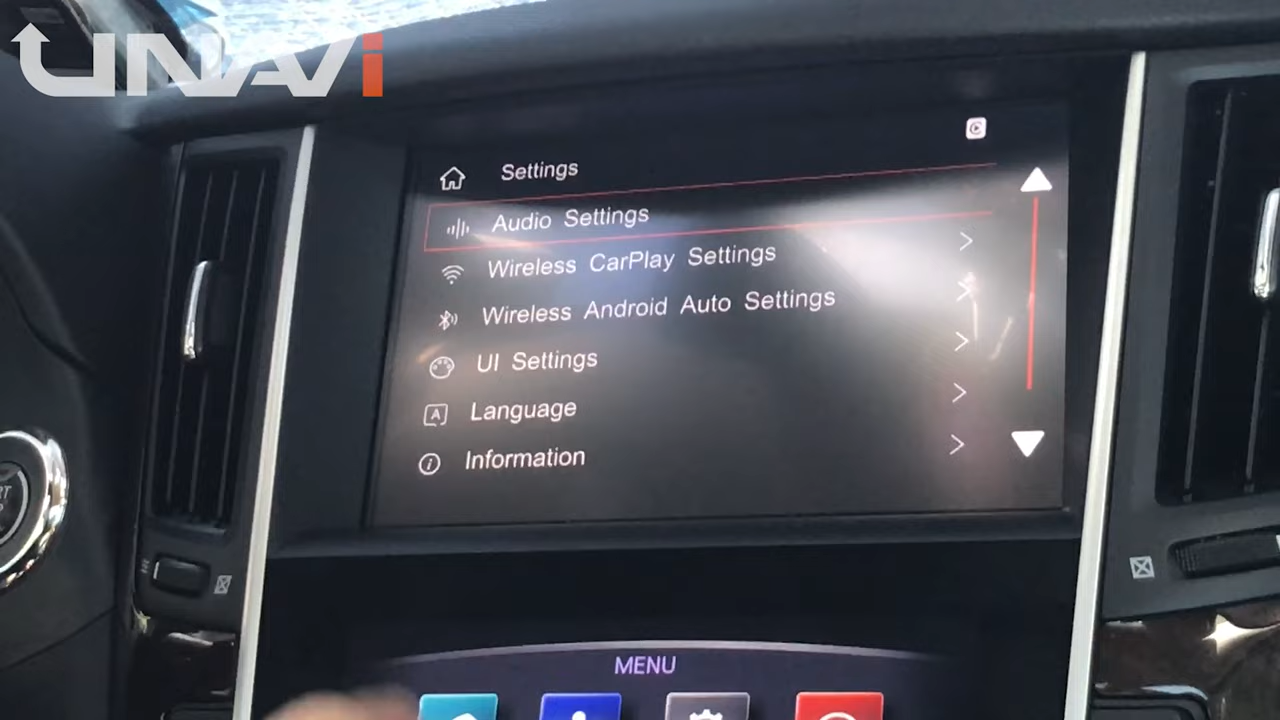 UNAVi
Settings
Audio Settings
Wireless CarPlay Settings
Wireless Android Auto Settings
UI Settings
A Language
Information
MENU